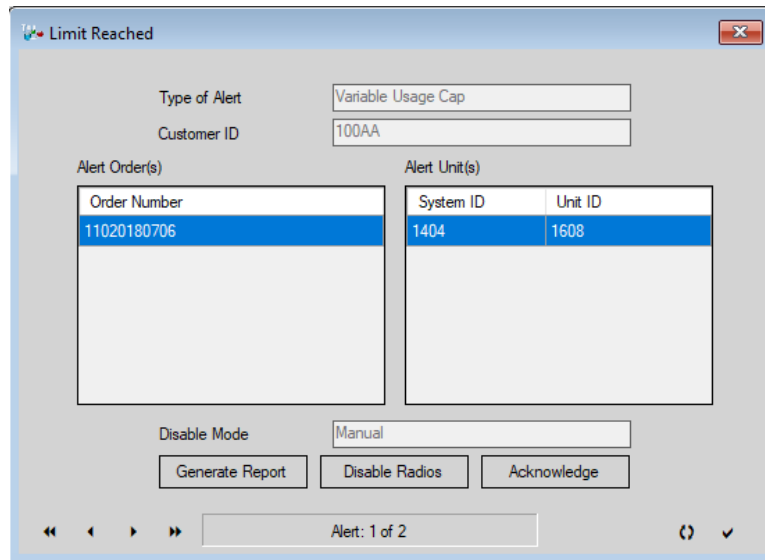 Limit Reached
Type of Alert Variable Usage Cap
Customer ID 100AA
Alert Order(s) Alert Unit(s)
Order Number System ID Unit ID
11020180706 1404 1608
Disable Mode Manual
Generate Report Disable Radios Acknowledge
Alert: 1 of 2